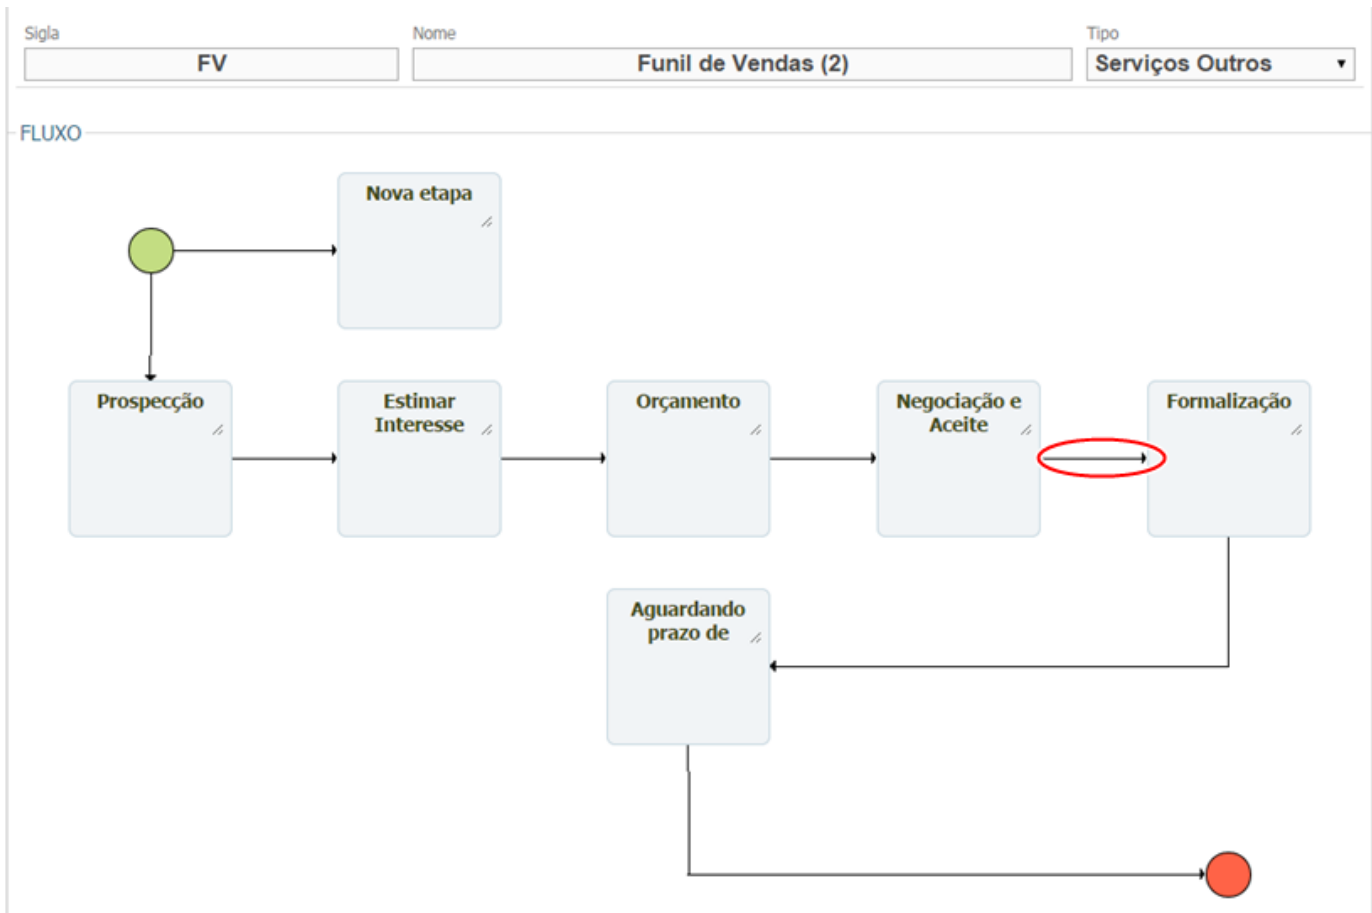 Sigla
Nome
Tipo
FV
Funil de Vendas (2)
Serviços Outros
FLUXO
Nova etapa
Prospecção
Estimar
Interesse
Orçamento
Negociação e
Aceite
Formalização
Aguardando
prazo de